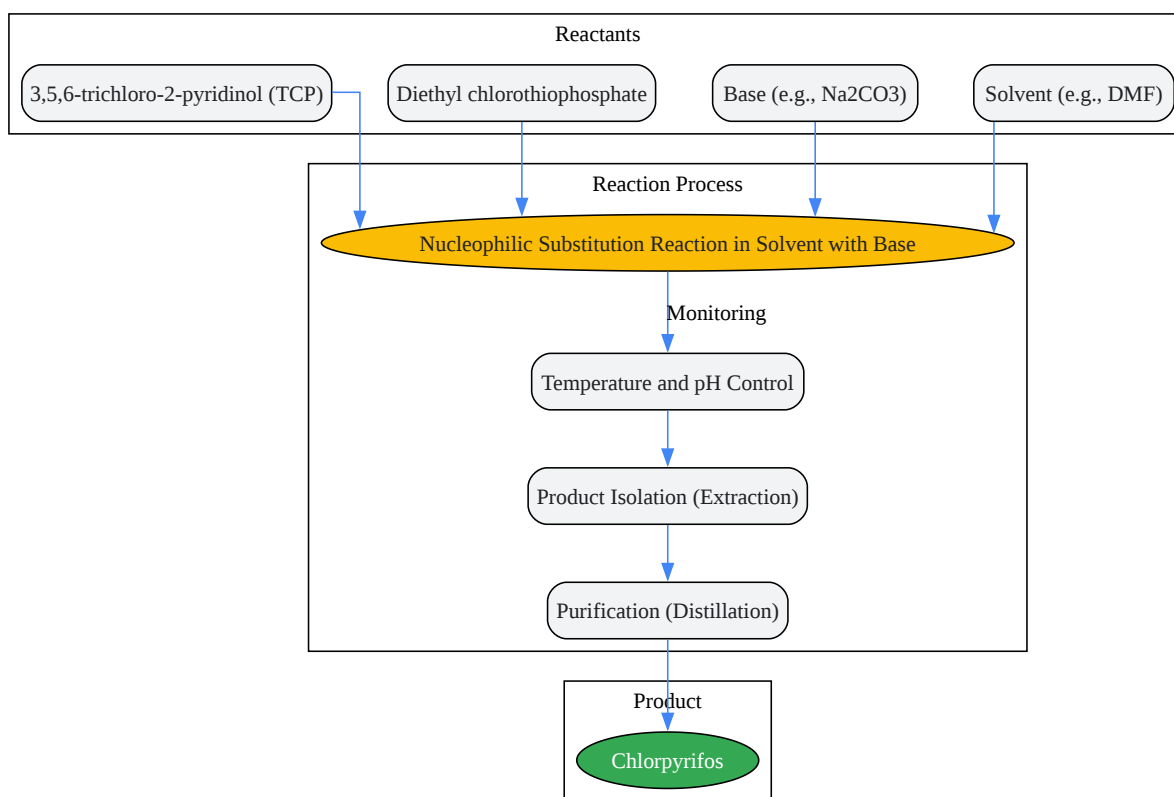 Reactants
3,5,6-trichloro-2-pyridinol (TCP)
Diethyl chlorothiophosphate
Base (e.g., Na2CO3)
Solvent (e.g., DMF)
Reaction Process
Nucleophilic Substitution Reaction in Solvent with Base
Monitoring
Temperature and pH Control
Product Isolation (Extraction)
Purification (Distillation)
Product
Chlorpyrifos